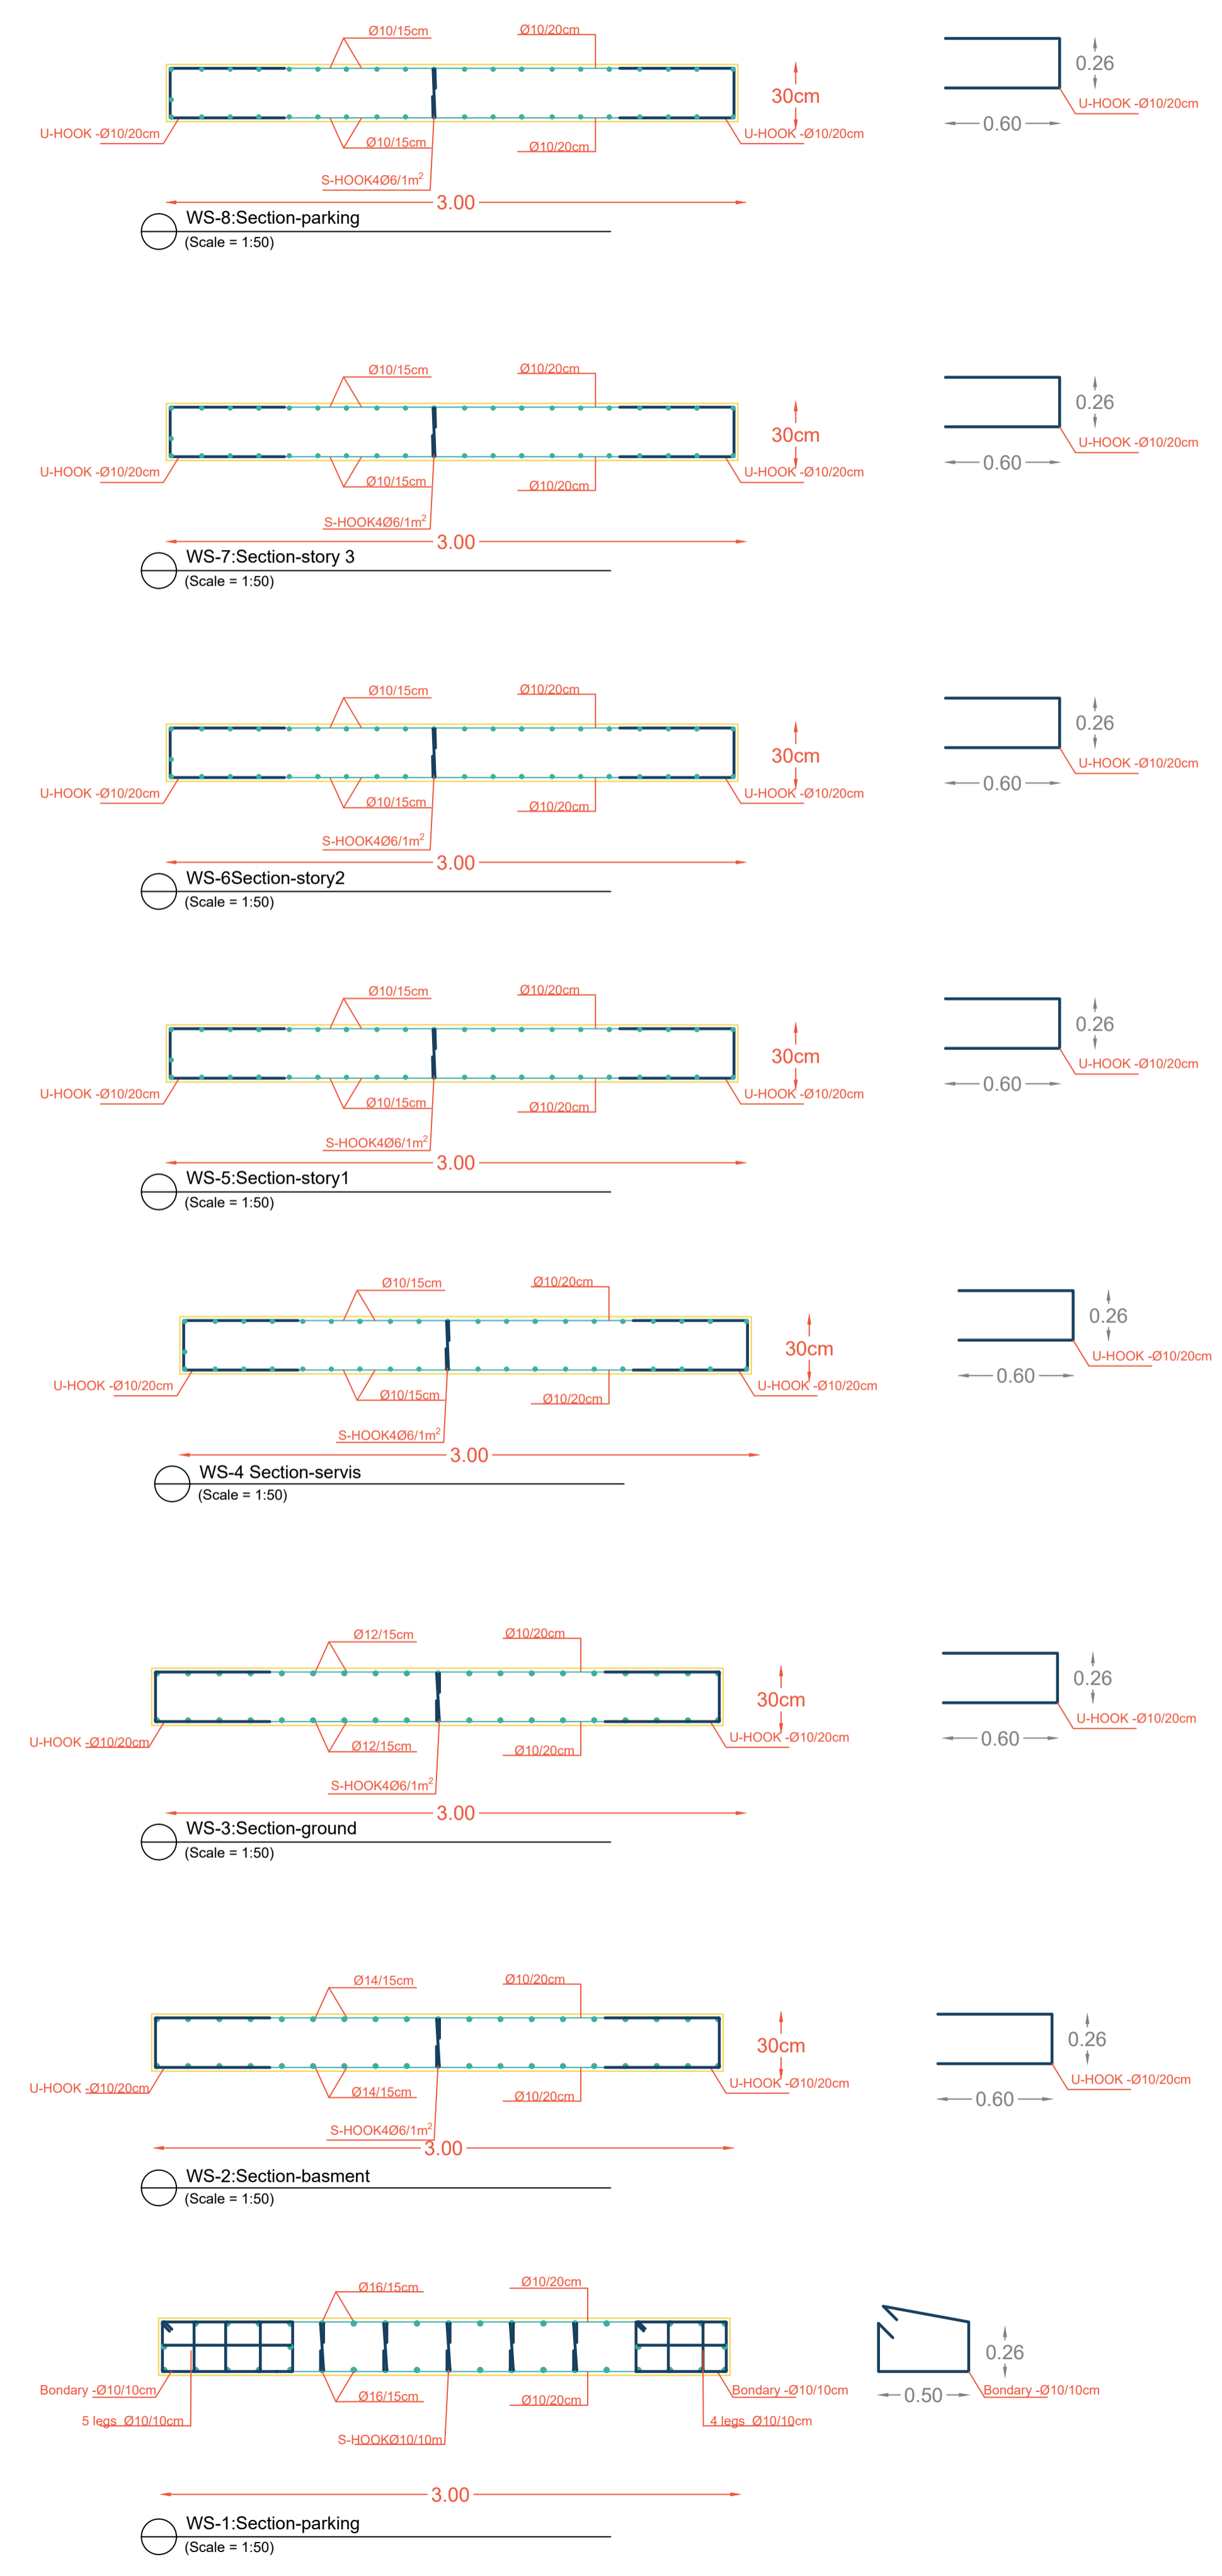 Ø10/15cm
Ø10/20cm
30cm
0.26
U-HOOK -Ø10/20cm
U-HOOK -Ø10/20cm
U-HOOK -Ø10/20cm
0.60
Ø10/15cm
Ø10/20cm
S-HOOK4Ø6/1m²
3.00
WS-8:Section-parking
(Scale = 1:50)
Ø10/15cm
Ø10/20cm
30cm
0.26
U-HOOK -Ø10/20cm
U-HOOK -Ø10/20cm
U-HOOK -Ø10/20cm
0.60
Ø10/15cm
Ø10/20cm
S-HOOK4Ø6/1m²
3.00
WS-7:Section-story 3
(Scale = 1:50)
Ø10/15cm
Ø10/20cm
30cm
0.26
U-HOOK -Ø10/20cm
U-HOOK -Ø10/20cm
U-HOOK -Ø10/20cm
0.60
Ø10/15cm
Ø10/20cm
S-HOOK4Ø6/1m²
3.00
WS-6Section-story2
(Scale = 1:50)
Ø10/15cm
Ø10/20cm
30cm
0.26
U-HOOK -Ø10/20cm
U-HOOK -Ø10/20cm
U-HOOK -Ø10/20cm
0.60
Ø10/15cm
Ø10/20cm
S-HOOK4Ø6/1m²
3.00
WS-5:Section-story1
(Scale = 1:50)
Ø10/15cm
Ø10/20cm
30cm
0.26
U-HOOK -Ø10/20cm
U-HOOK -Ø10/20cm
U-HOOK -Ø10/20cm
0.60
Ø10/15cm
Ø10/20cm
S-HOOK4Ø6/1m²
3.00
WS-4 Section-servis
(Scale = 1:50)
Ø12/15cm
Ø10/20cm
30cm
0.26
U-HOOK -Ø10/20cm
U-HOOK -Ø10/20cm
U-HOOK -Ø10/20cm
0.60
Ø12/15cm
Ø10/20cm
S-HOOK4Ø6/1m²
3.00
WS-3:Section-ground
(Scale = 1:50)
Ø14/15cm
Ø10/20cm
30cm
0.26
U-HOOK -Ø10/20cm
U-HOOK -Ø10/20cm
U-HOOK -Ø10/20cm
0.60
Ø14/15cm
Ø10/20cm
S-HOOK4Ø6/1m²
3.00
WS-2:Section-basment
(Scale = 1:50)
Ø16/15cm
Ø10/20cm
0.26
Bondary -Ø10/10cm
Bondary -Ø10/10cm
Bondary -Ø10/10cm
0.50
Ø16/15cm
Ø10/20cm
5 legs Ø10/10cm
4 legs Ø10/10cm
S-HOOKØ10/10m
3.00
WS-1:Section-parking
(Scale = 1:50)